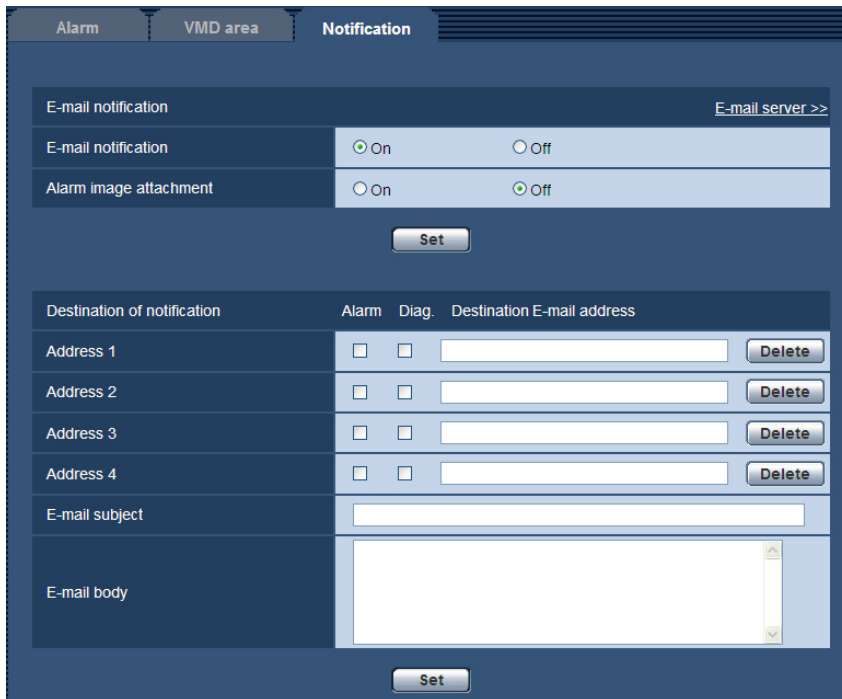 Alarm VMD area Notification
E-mail notification E-mail server >>
E-mail notification On Off
Alarm image attachment On Off
Set
Destination of notification Alarm Diag. Destination E-mail address
Address 1 Delete
Address 2 Delete
Address 3 Delete
Address 4 Delete
E-mail subject
E-mail body
Set